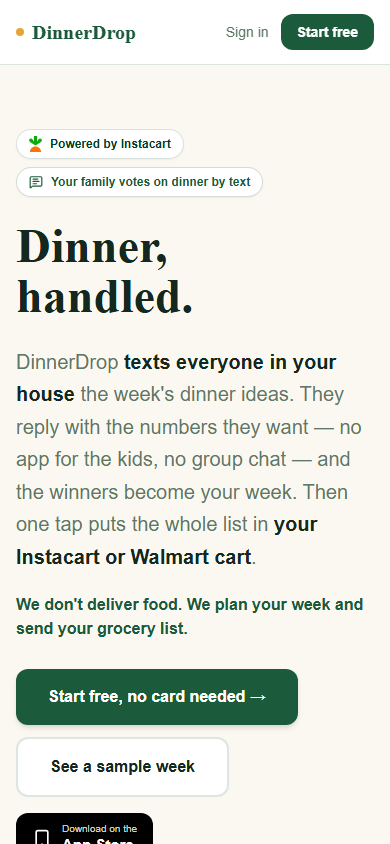 DinnerDrop
Sign in
Start free
Powered by Instacart
Your family votes on dinner by text
Dinner,
handled.
DinnerDrop texts everyone in your
house the week's dinner ideas. They
reply with the numbers they want — no
app for the kids, no group chat — and
the winners become your week. Then
one tap puts the whole list in your
Instacart or Walmart cart.
We don't deliver food. We plan your week and
send your grocery list.
Start free, no card needed →
See a sample week
Download on the
App Store